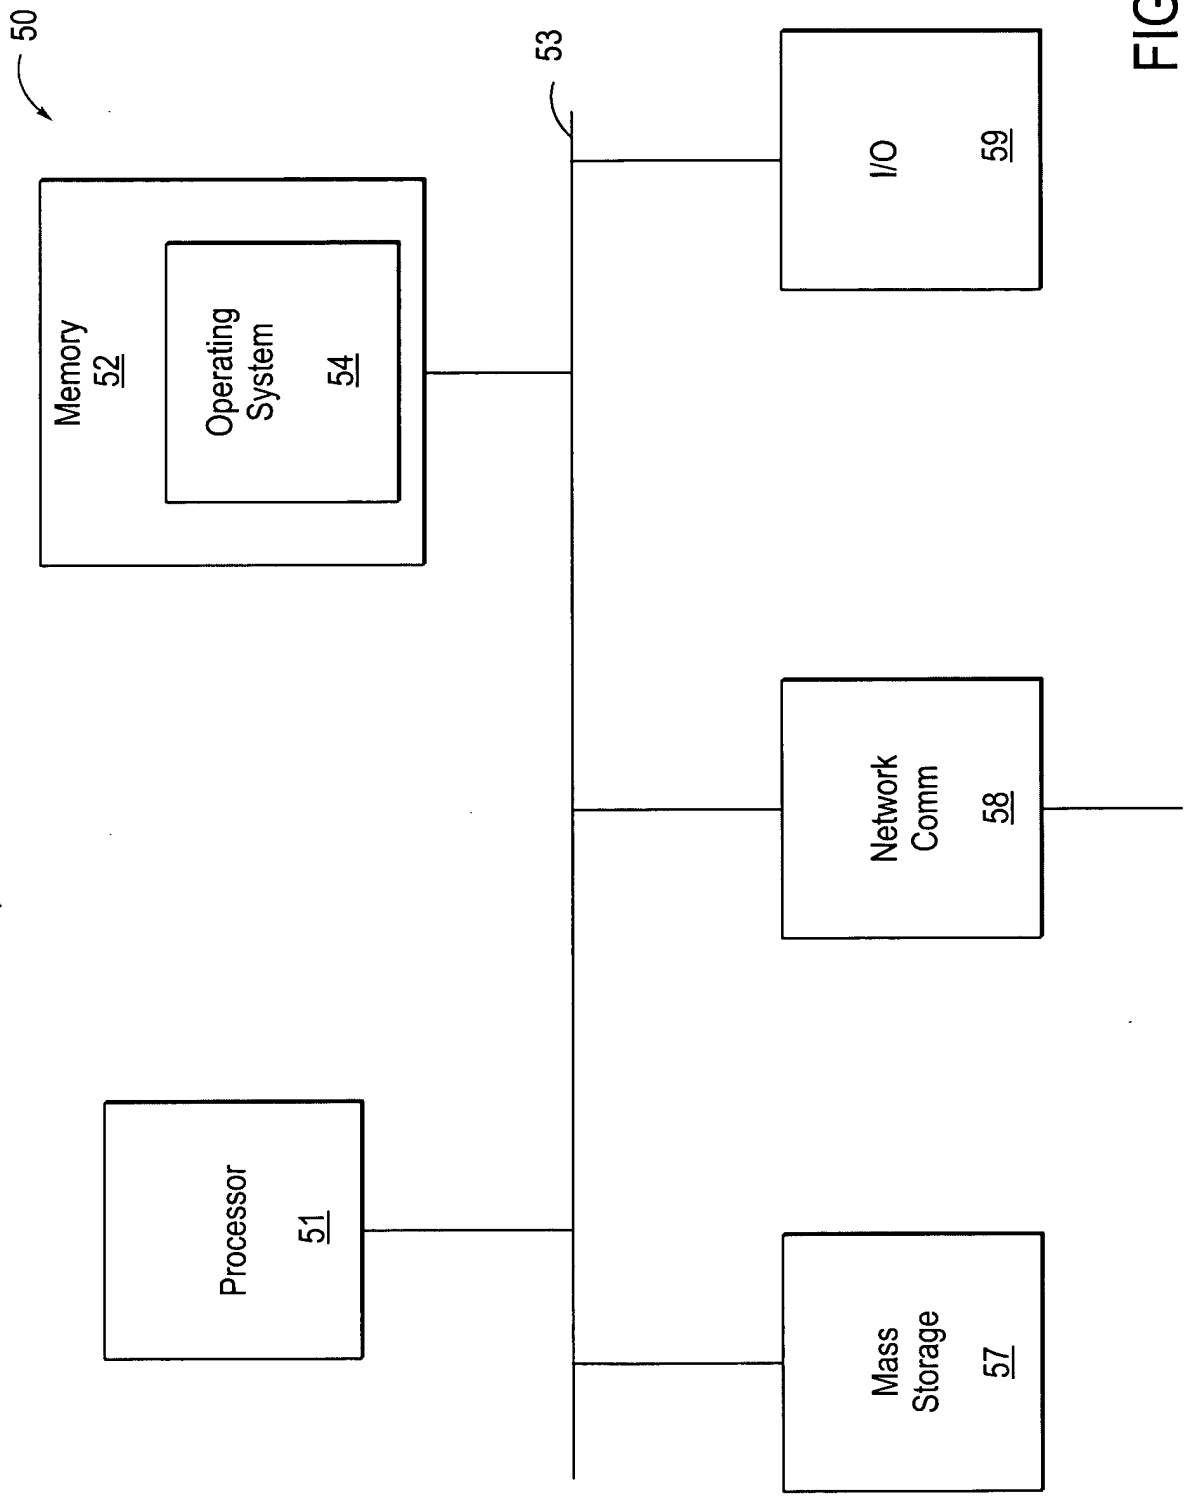 50
Processor
51
Memory
52
Operating
System
54
53
Mass
Storage
57
Network
Comm
58
I/O
59
FIG